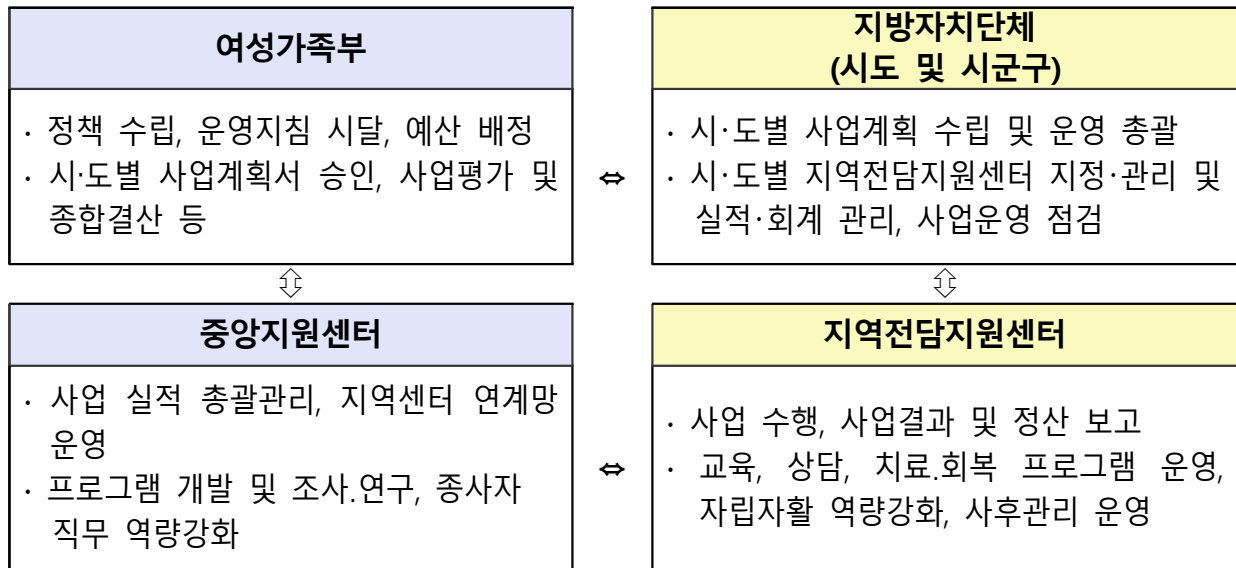 여성가족부
· 정책 수립, 운영지침 시달, 예산 배정
· 시·도별 사업계획서 승인, 사업평가 및
종합결산 등
⇔
지방자치단체
(시도 및 시군구)
· 시·도별 사업계획 수립 및 운영 총괄
· 시·도별 지역전담지원센터 지정·관리 및
실적·회계 관리, 사업운영 점검
⇕
⇕
중앙지원센터
· 사업 실적 총괄관리, 지역센터 연계망
운영
· 프로그램 개발 및 조사.연구, 종사자
직무 역량강화
⇔
지역전담지원센터
· 사업 수행, 사업결과 및 정산 보고
· 교육, 상담, 치료.회복 프로그램 운영,
자립자활 역량강화, 사후관리 운영